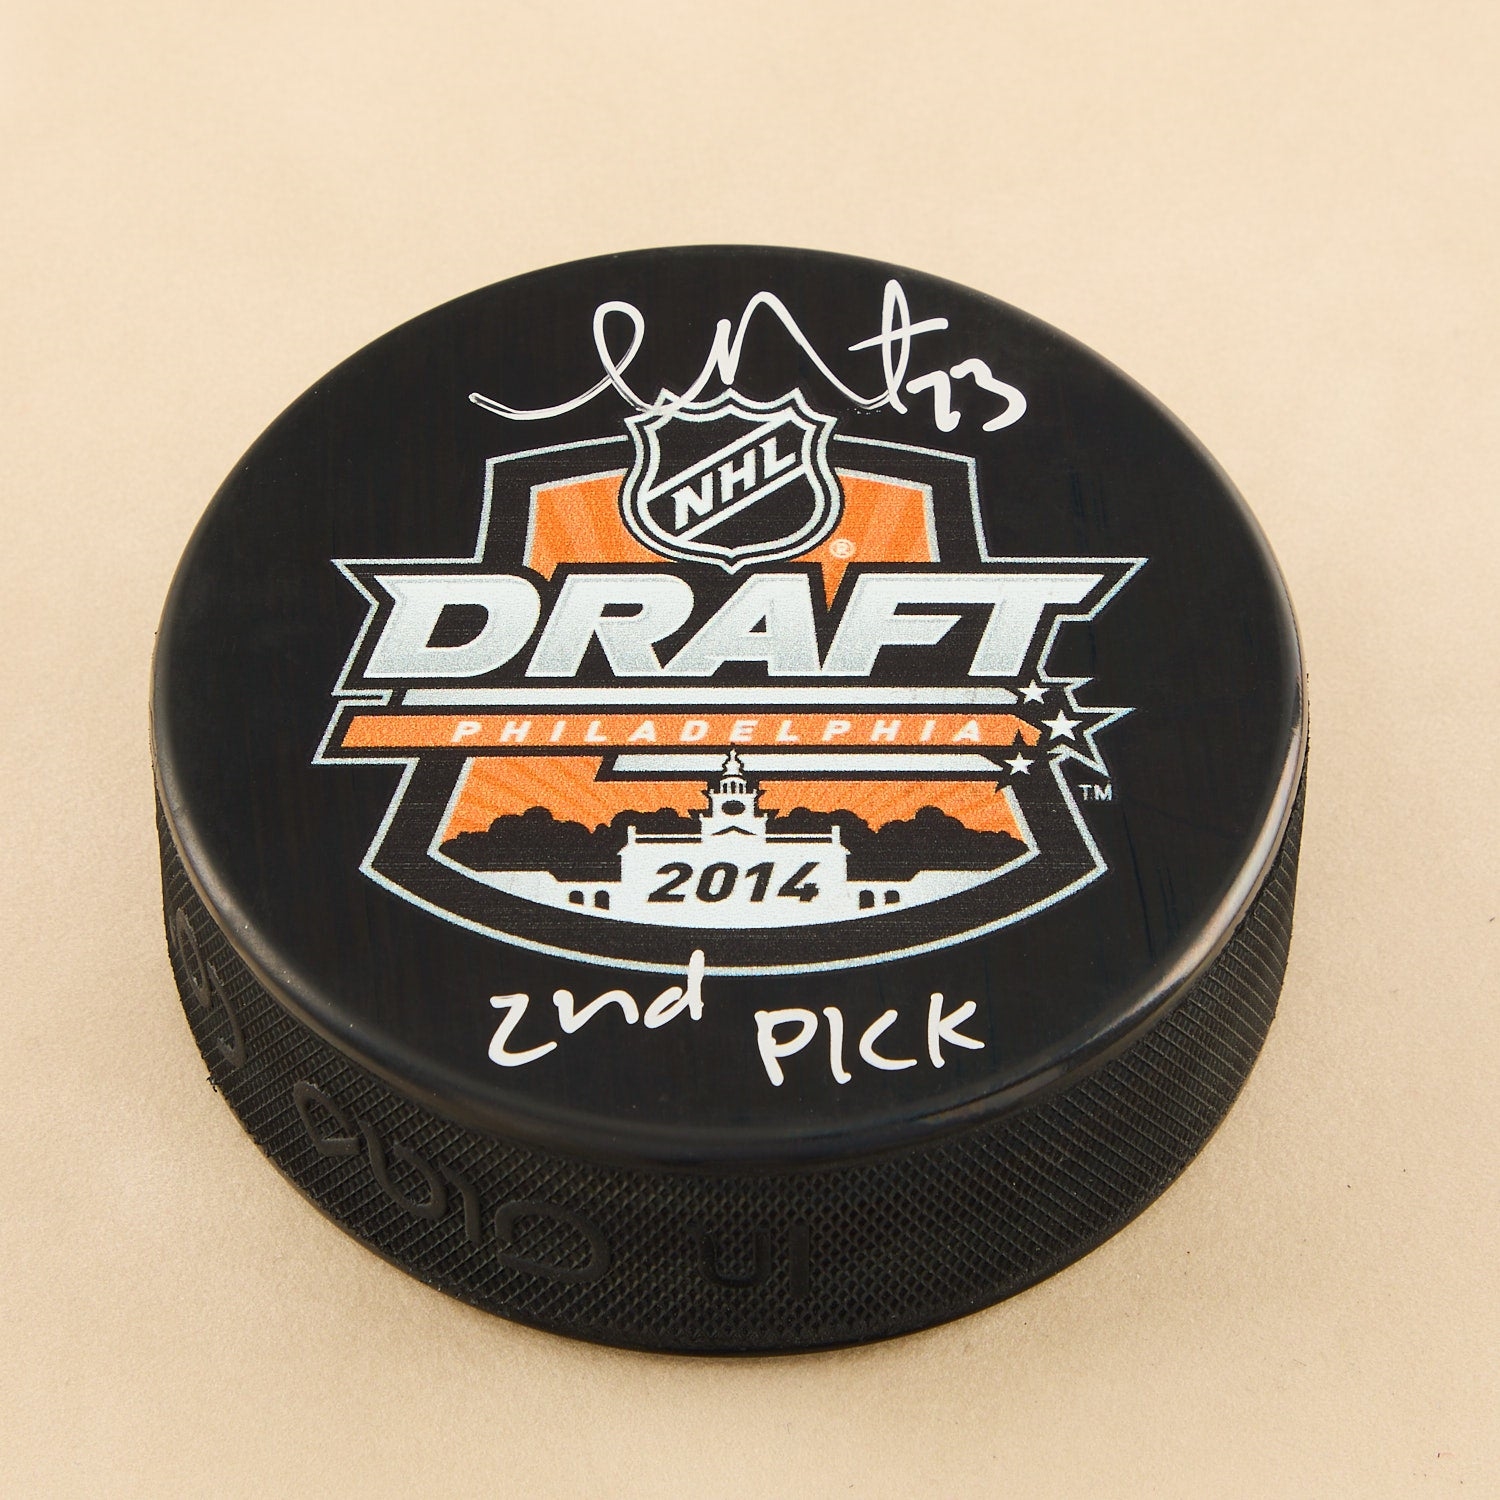 23
NHL
®
DRAFT
PHILADELPHIA
TM
2014
2nd PICK